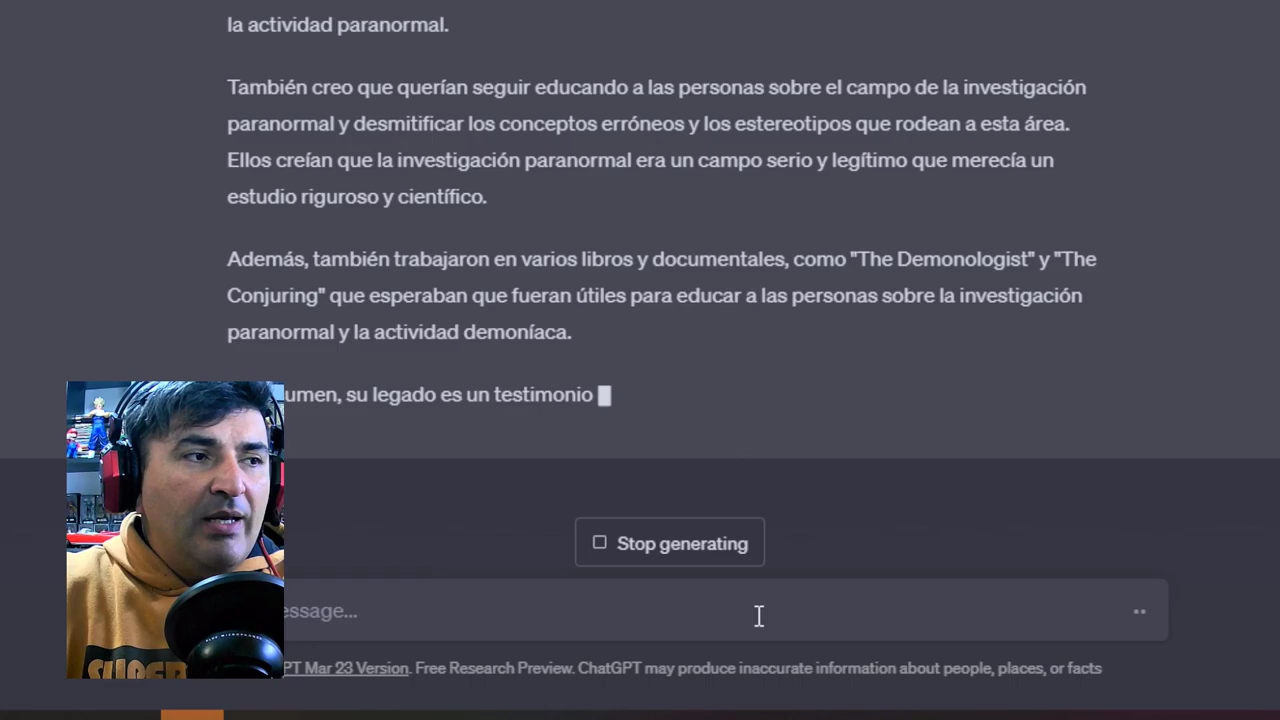 la actividad paranormal.
También creo que querían seguir educando a las personas sobre el campo de la investigación
paranormal y desmitificar los conceptos erróneos y los estereotipos que rodean a esta área.
Ellos creían que la investigación paranormal era un campo serio y legítimo que merecía un
estudio riguroso y científico.
Además, también trabajaron en varios libros y documentales, como "The Demonologist" y "The
Conjuring" que esperaban que fueran útiles para educar a las personas sobre la investigación
paranormal y la actividad demoníaca.
umen, su legado es un testimonio
Stop generating
essage...
PT Mar 23 Version. Free Research Preview. ChatGPT may produce inaccurate information about people, places, or facts